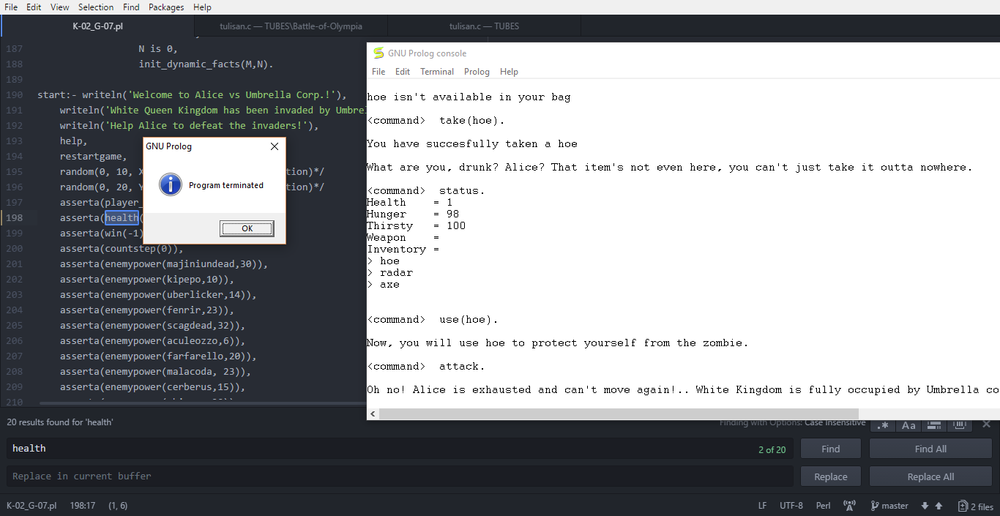 File Edit View Selection Find Packages Help
K-02_G-07.pl tulisan.c — TUBES\Battle-of-Olympia tulisan.c — TUBES
187 N is 0,
188 init_dynamic_facts(M,N).
189
190 start:- writeln('Welcome to Alice vs Umbrella Corp.!'),
191 writeln('White Queen Kingdom has been invaded by Umbrel
192 writeln('Help Alice to defeat the invaders!'),
193 help,
194 restartgame,
195 random(0, 10, X tion)*/
196 random(0, 20, Y tion)*/
197 asserta(player_
198 asserta(health(
199 asserta(win(-1)
200 asserta(countstep(0)),
201 asserta(enemypower(majiniundead,30)),
202 asserta(enemypower(kipepo,10)),
203 asserta(enemypower(uberlicker,14)),
204 asserta(enemypower(fenrir,23)),
205 asserta(enemypower(scagdead,32)),
206 asserta(enemypower(aculeozzo,6)),
207 asserta(enemypower(farfarello,20)),
208 asserta(enemypower(malacoda, 23)),
209 asserta(enemypower(cerberus,15)),
210
GNU Prolog
Program terminated
OK
GNU Prolog console
File Edit Terminal Prolog Help
hoe isn't available in your bag
<command> take(hoe).
You have succesfully taken a hoe
What are you, drunk? Alice? That item's not even here, you can't just take it outta nowhere.
<command> status.
Health = 1
Hunger = 98
Thirsty = 100
Weapon =
Inventory =
> hoe
> radar
> axe
<command> use(hoe).
Now, you will use hoe to protect yourself from the zombie.
<command> attack.
Oh no! Alice is exhausted and can't move again!.. White Kingdom is fully occupied by Umbrella co
20 results found for 'health'
Finding with Options: Case Insensitive
.* Aa
health 2 of 20 Find Find All
Replace in current buffer Replace Replace All
K-02_G-07.pl 198:17 (1, 6) LF UTF-8 Perl master 2 files